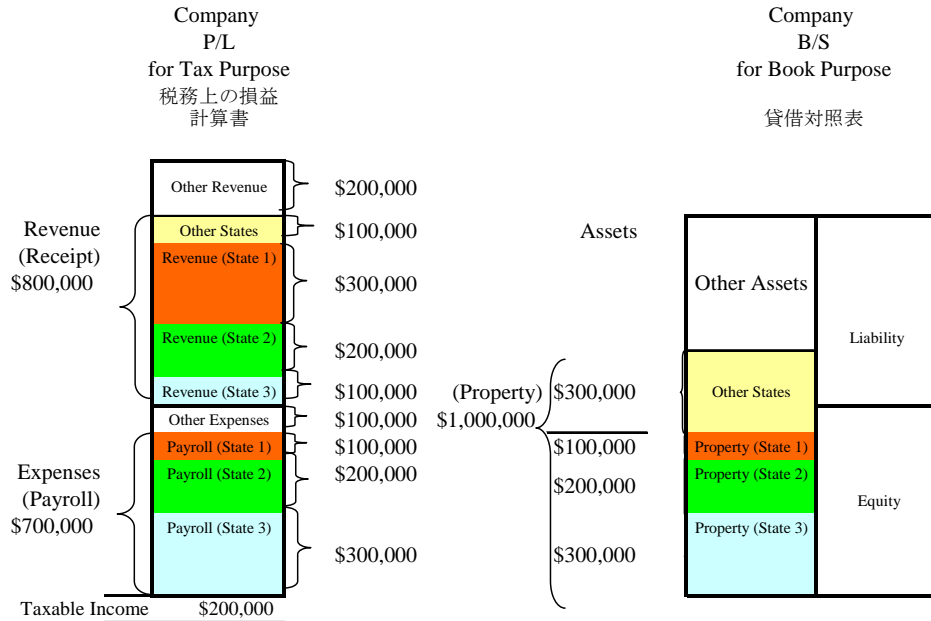 Company
P/L
for Tax Purpose
税務上の損益
計算書
Company
B/S
for Book Purpose
貸借対照表
Other Revenue
$200,000
Revenue
(Receipt)
$800,000
Other States
$100,000
Revenue (State 1)
$300,000
Revenue (State 2)
$200,000
Revenue (State 3)
$100,000
Other Expenses
$100,000
Expenses
(Payroll)
$700,000
Payroll (State 1)
$100,000
Payroll (State 2)
$200,000
Payroll (State 3)
$300,000
Taxable Income $200,000
Assets
(Property)
$1,000,000
$300,000
$100,000
$200,000
$300,000
Other Assets
Other States
Property (State 1)
Property (State 2)
Property (State 3)
Liability
Equity